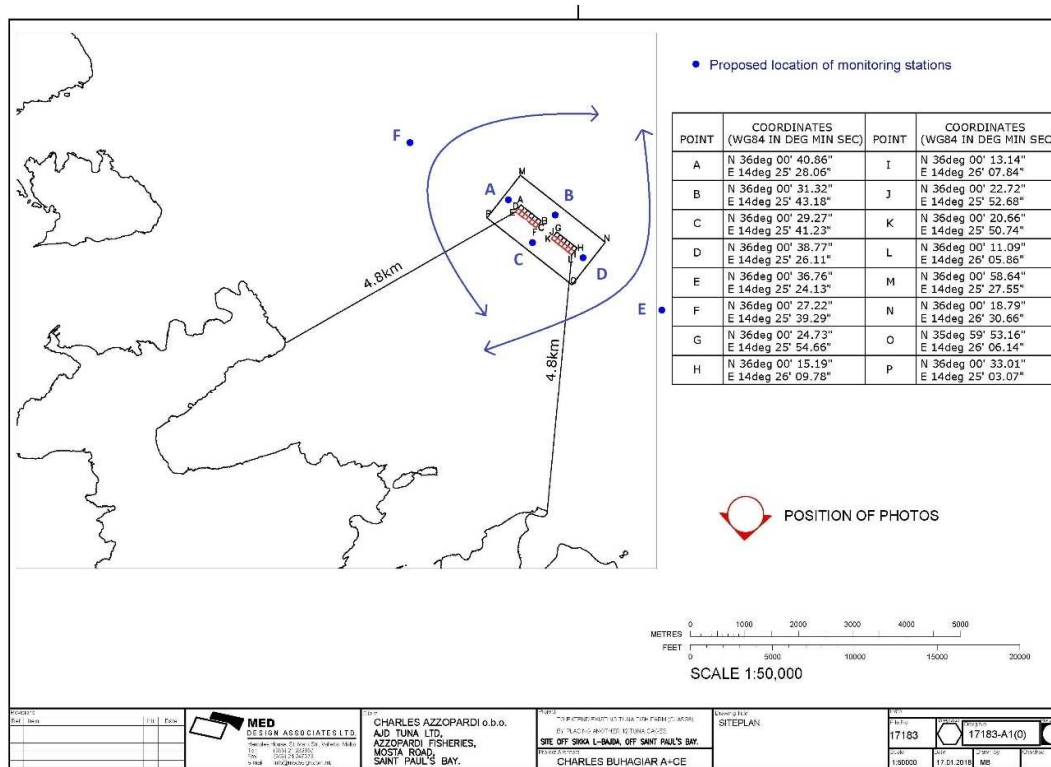 Proposed location of monitoring stations
F
A
B
C
D
E
M
N
O
P
A
B
C
D
E
F
G
H
J
K
L
4.8km
4.8km
POINT COORDINATES (WG84 IN DEG MIN SEC) POINT COORDINATES (WG84 IN DEG MIN SEC
A N 36deg 00' 40.86" I N 36deg 00' 13.14"
E 14deg 25' 28.06" E 14deg 26' 07.84"
B N 36deg 00' 31.32" J N 36deg 00' 22.72"
E 14deg 25' 43.18" E 14deg 25' 52.68"
C N 36deg 00' 29.27" K N 36deg 00' 20.66"
E 14deg 25' 41.23" E 14deg 25' 50.74"
D N 36deg 00' 38.77" L N 36deg 00' 11.09"
E 14deg 25' 26.11" E 14deg 26' 05.86"
E N 36deg 00' 36.76" M N 36deg 00' 58.64"
E 14deg 25' 24.13" E 14deg 25' 27.55"
F N 36deg 00' 27.22" N N 36deg 00' 18.79"
E 14deg 25' 39.29" E 14deg 26' 30.66"
G N 36deg 00' 24.73" O N 35deg 59' 53.16"
E 14deg 25' 54.66" E 14deg 26' 06.14"
H N 36deg 00' 15.19" P N 36deg 00' 33.01"
E 14deg 26' 09.78" E 14deg 25' 03.07"
POSITION OF PHOTOS
0 1000 2000 3000 4000 5000
METRES
FEET
0 5000 10000 15000 20000
SCALE 1:50,000
MED
DESIGN ASSOCIATES LTD.
CHARLES AZZOPARDI o.b.o.
AJD TUNA LTD,
AZZOPARDI FISHERIES,
MOSTA ROAD,
SAINT PAUL'S BAY.
BY PLACING ANOTHER 12 TUNA CAGES
SITE OFF SIKKA L-BAJDA, OFF SAINT PAUL'S BAY.
CHARLES BUHAGIAR A+CE
SITEPLAN
17183
17183-A1(0)
1:50000 17.01.2018 MB